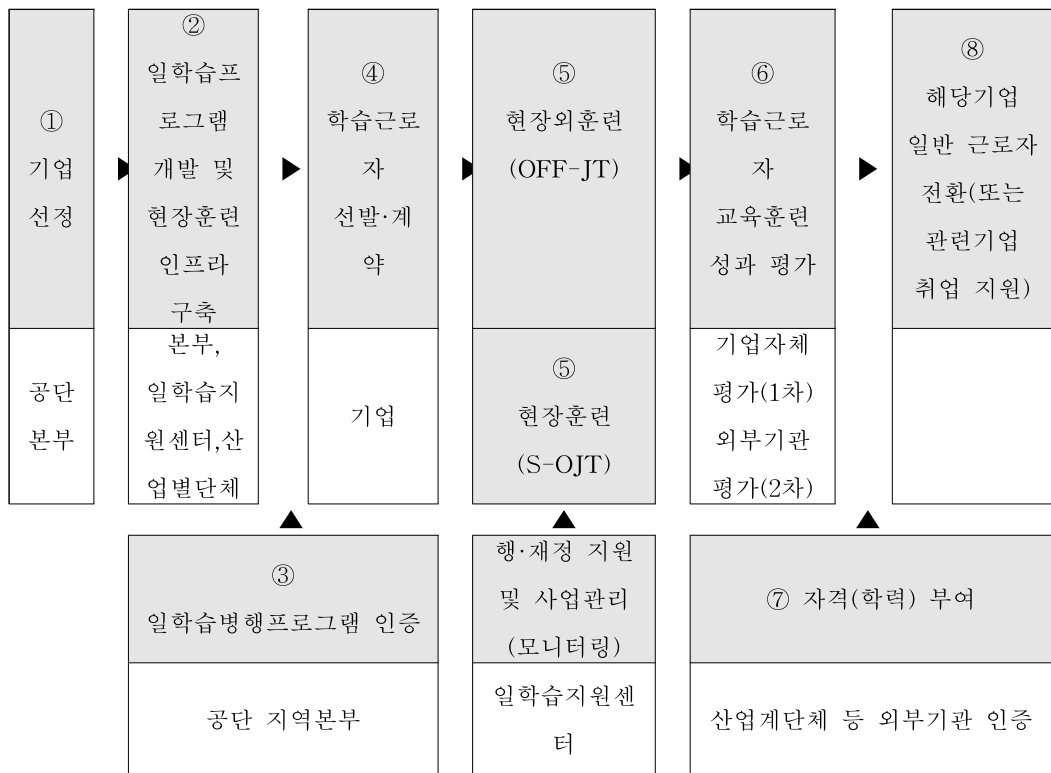 ①
기업
선정
공단
본부
②
일학습프
로그램
개발 및
현장훈련
인프라
구축
본부,
일학습지
원센터,산
업별단체
④
학습근로
자
선발·계
약
기업
⑤
현장외훈련
(OFF-JT)
⑤
현장훈련
(S-OJT)
⑥
학습근로
자
교육훈련
성과 평가
기업자체
평가(1차)
외부기관
평가(2차)
⑧
해당기업
일반 근로자
전환(또는
관련기업
취업 지원)
③
일학습병행프로그램 인증
공단 지역본부
행·재정 지원
및 사업관리
(모니터링)
일학습지원센
터
⑦ 자격(학력) 부여
산업계단체 등 외부기관 인증